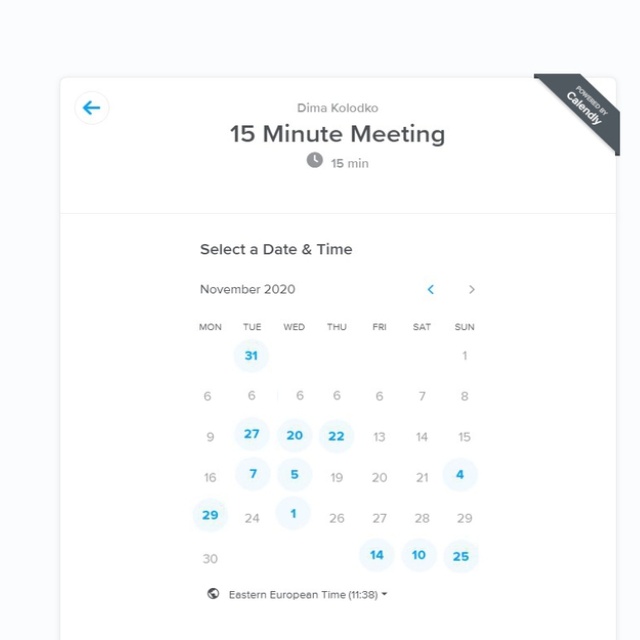 POWERED BY
Calendly
Dima Kolodko
15 Minute Meeting
15 min
Select a Date & Time
November 2020
MON TUE WED THU FRI SAT SUN
31 1
6 6 6 6 6 7 8
9 27 20 22 13 14 15
16 7 5 19 20 21 4
29 24 1 26 27 28 29
30 14 10 25
Eastern European Time (11:38)